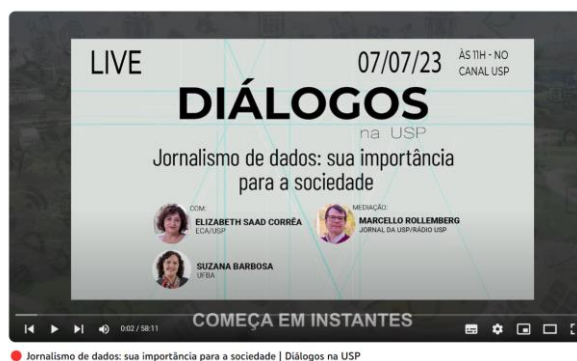 LIVE
07/07/23
ÀS 11H - NO
CANAL USP
DIÁLOGOS
na USP
Jornalismo de dados: sua importância
para a sociedade
COM:
ELIZABETH SAAD CORRÊA
ECA/USP
MEDIAÇÃO:
MARCELLO ROLLEMBERG
JORNAL DA USP/RÁDIO USP
SUZANA BARBOSA
UFBA
COMEÇA EM INSTANTES
0:02 / 58:11
Jornalismo de dados: sua importância para a sociedade | Diálogos na USP